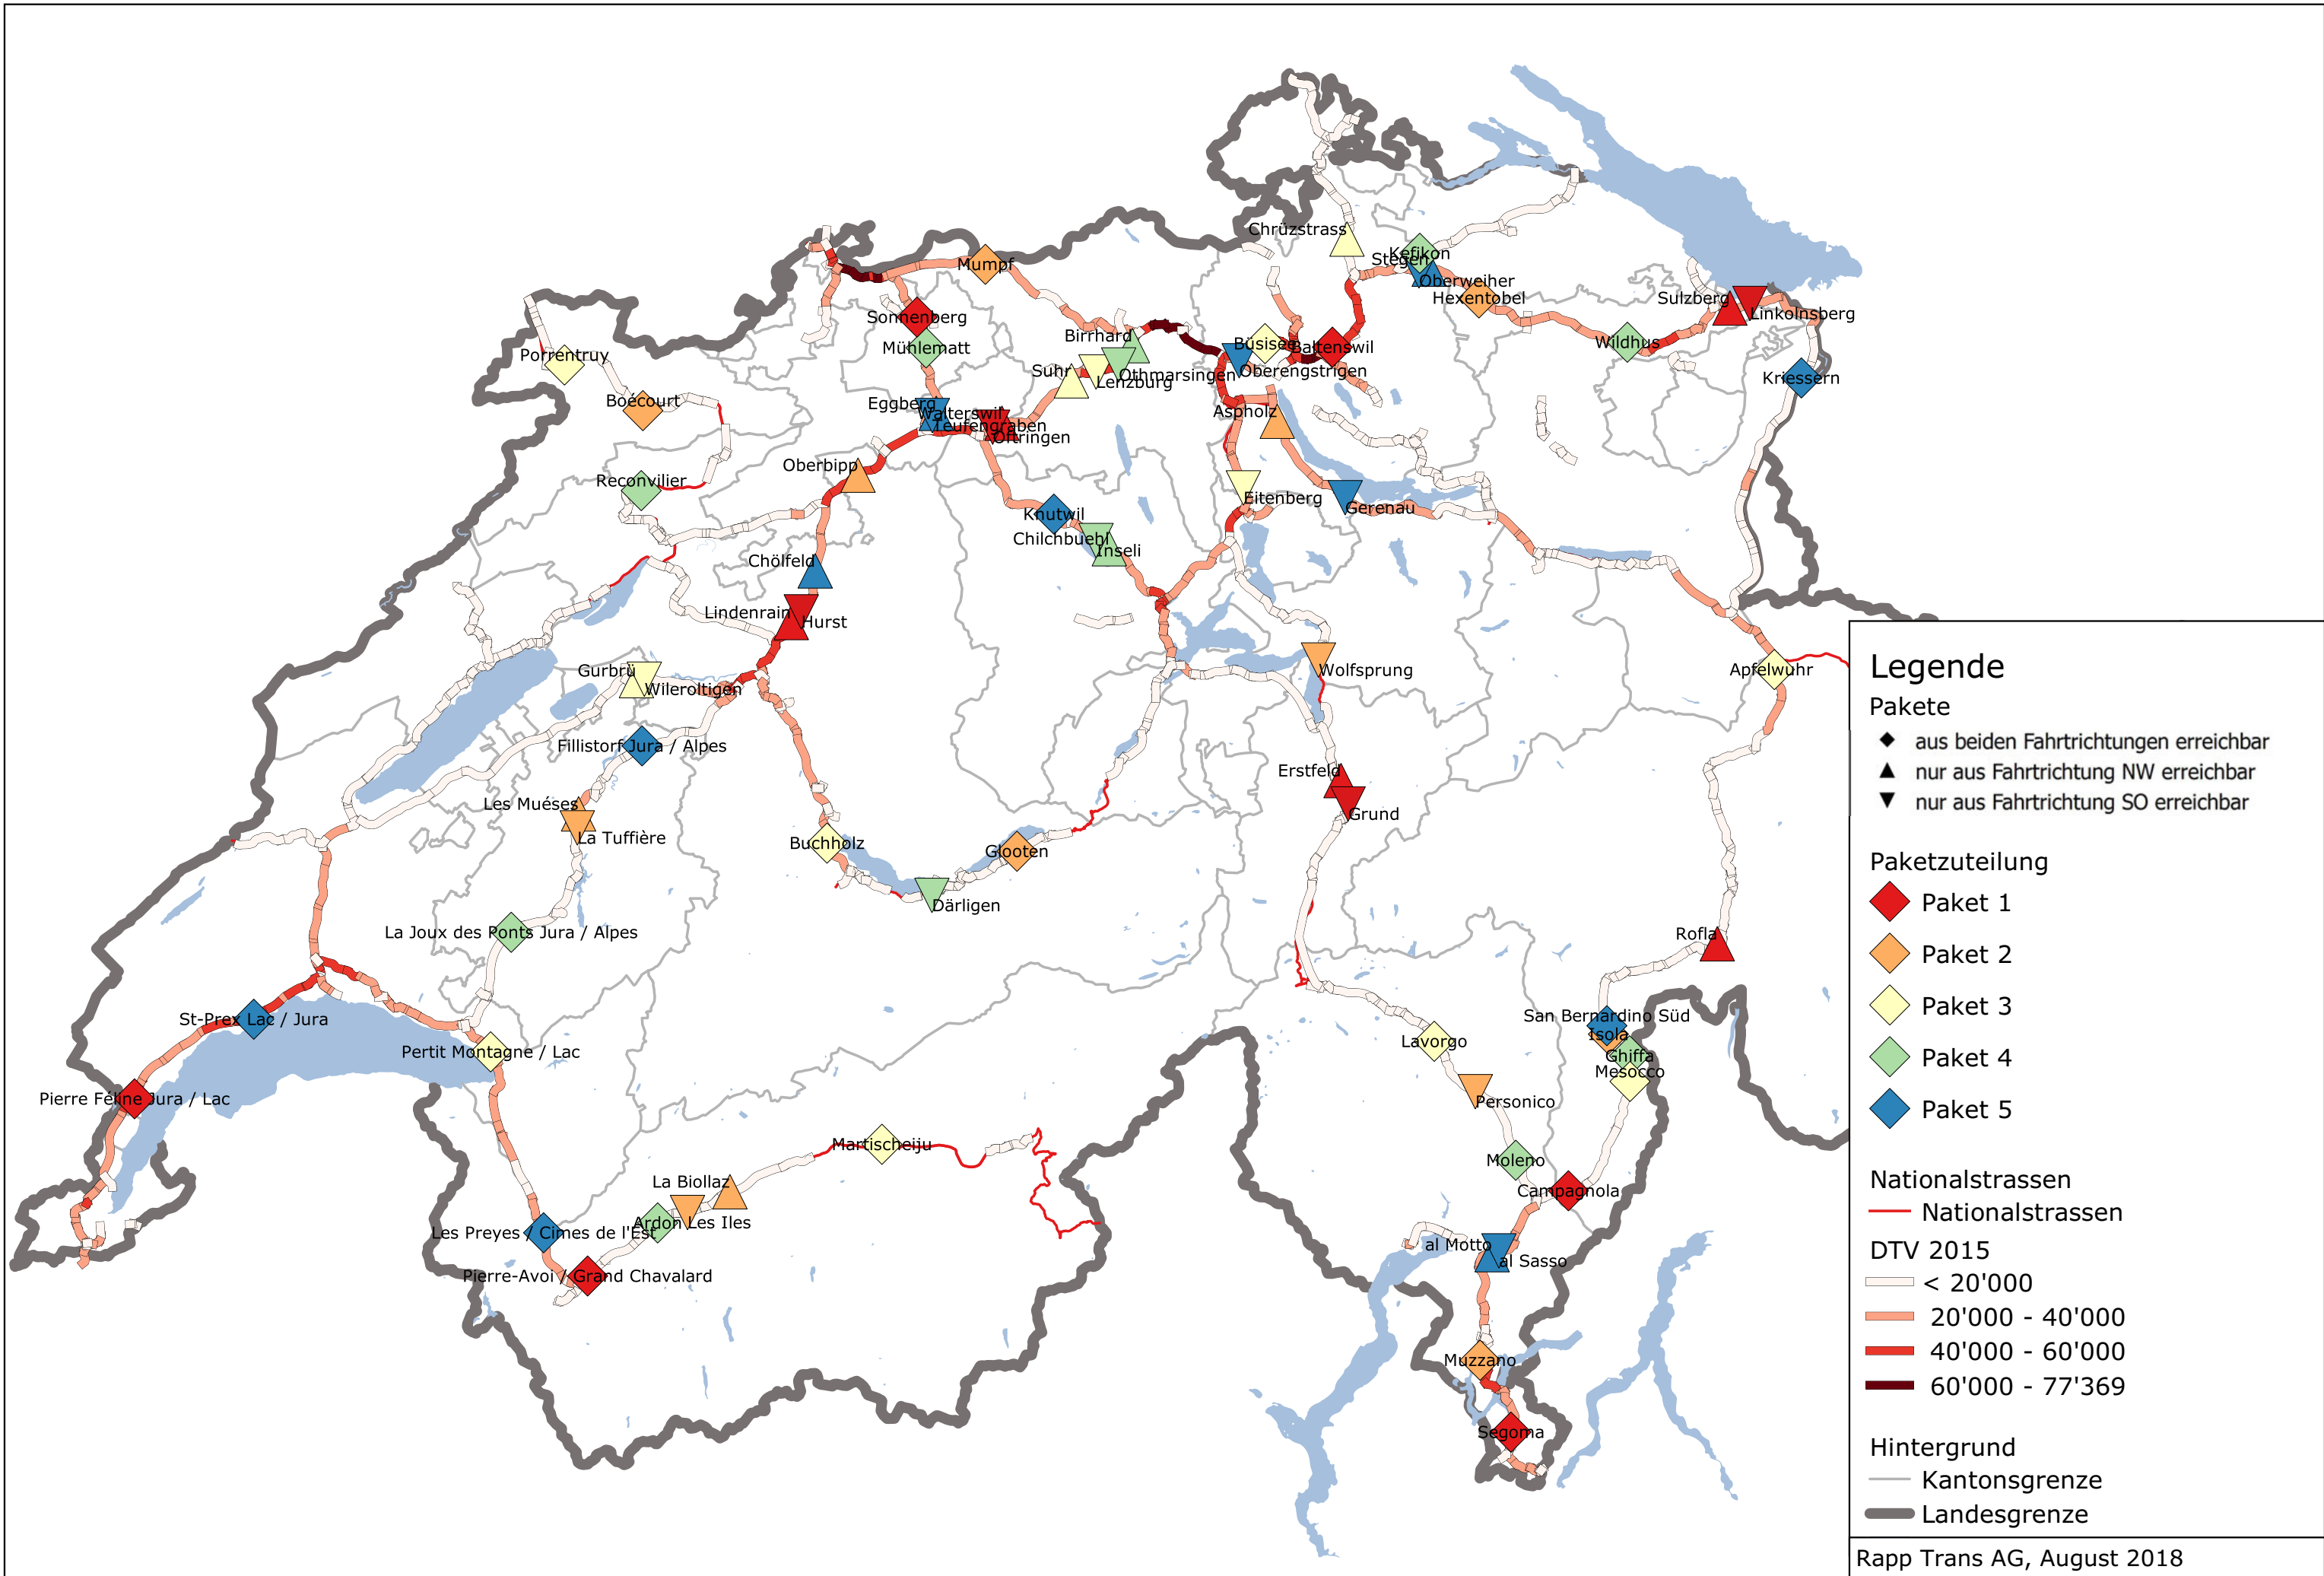 Chrüzstrass
Kefikon
Stegen
Mumpf
Oberweiher
Hexentobel
Sulzberg
Linkolnsberg
Sonnenberg
Birrhard
Büsisee
Baltenswil
Wildhus
Mühlematt
Porrentruy
Suhr
Othmarsingen
Lenzburg
Oberengstrigen
Kriessern
Boécourt
Eggberg
Walterswil
Teufengraben
Oftringen
Aspholz
Oberbipp
Reconvilier
Eitenberg
Gerenau
Knutwil
Chilchbuehl
Inseli
Chölfeld
Lindenrain
Hurst
Gurbrü
Wileroltigen
Wolfsprung
Apfelwuhr
Fillistorf Jura / Alpes
Erstfeld
Grund
Les Muéses
La Tuffière
Buchholz
Glooten
Därligen
La Joux des Ponts Jura / Alpes
Rofla
St-Prex Lac / Jura
San Bernardino Süd
Isola
Lavorgo
Ghiffa
Pertit Montagne / Lac
Mesocco
Pierre Féline Jura / Lac
Personico
Martischeiju
Moleno
La Biollaz
Campagnola
Ardon
Les Iles
Les Preyes / Cimes de l'Est
al Motto
al Sasso
Pierre-Avoi / Grand Chavalard
Muzzano
Segoma
Legende
Pakete
aus beiden Fahrtrichtungen erreichbar
nur aus Fahrtrichtung NW erreichbar
nur aus Fahrtrichtung SO erreichbar
Paketzuteilung
Paket 1
Paket 2
Paket 3
Paket 4
Paket 5
Nationalstrassen
Nationalstrassen
DTV 2015
< 20'000
20'000 - 40'000
40'000 - 60'000
60'000 - 77'369
Hintergrund
Kantonsgrenze
Landesgrenze
Rapp Trans AG, August 2018